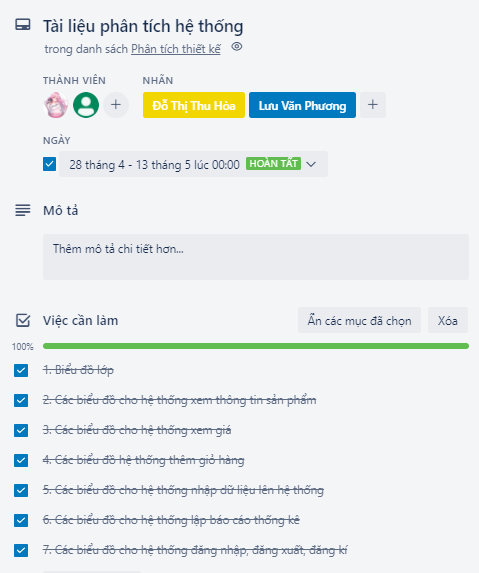 Tài liệu phân tích hệ thống
trong danh sách Phân tích thiết kế
THÀNH VIÊN
NHÃN
Đỗ Thị Thu Hòa
Lưu Văn Phương
NGÀY
28 tháng 4 - 13 tháng 5 lúc 00:00 HOÀN TẤT
Mô tả
Thêm mô tả chi tiết hơn...
Việc cần làm
Ẩn các mục đã chọn
Xóa
100%
1. Biểu đồ lớp
2. Các biểu đồ cho hệ thống xem thông tin sản phẩm
3. Các biểu đồ cho hệ thống xem giá
4. Các biểu đồ hệ thống thêm giỏ hàng
5. Các biểu đồ cho hệ thống nhập dữ liệu lên hệ thống
6. Các biểu đồ cho hệ thống lập báo cáo thống kê
7. Các biểu đồ cho hệ thống đăng nhập, đăng xuất, đăng kí